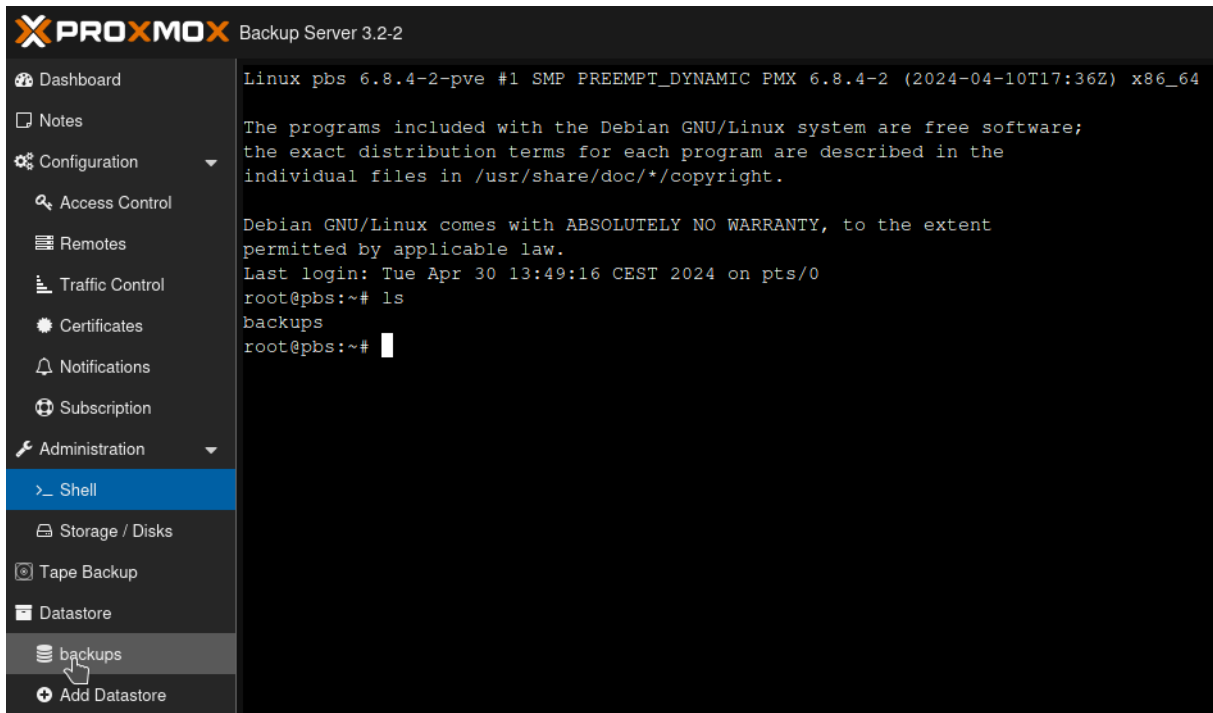 PROXMOX Backup Server 3.2-2
Dashboard
Notes
Configuration
Access Control
Remotes
Traffic Control
Certificates
Notifications
Subscription
Administration
>_ Shell
Storage / Disks
Tape Backup
Datastore
backups
Add Datastore
Linux pbs 6.8.4-2-pve #1 SMP PREEMPT_DYNAMIC PMX 6.8.4-2 (2024-04-10T17:36Z) x86_64
The programs included with the Debian GNU/Linux system are free software;
the exact distribution terms for each program are described in the
individual files in /usr/share/doc/*/copyright.
Debian GNU/Linux comes with ABSOLUTELY NO WARRANTY, to the extent
permitted by applicable law.
Last login: Tue Apr 30 13:49:16 CEST 2024 on pts/0
root@pbs:~# ls
backups
root@pbs:~#